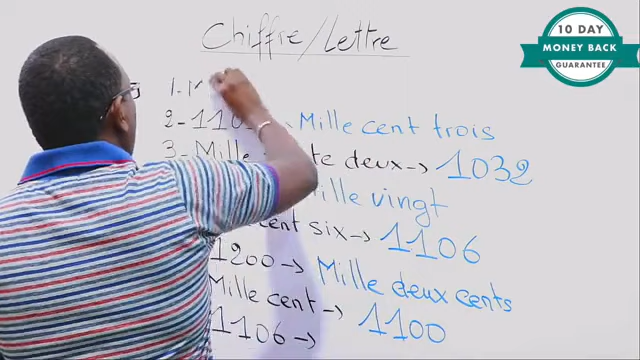 Chiffre/Lettre
10 DAY
MONEY BACK
GUARANTEE
1-
2-110 Mille cent trois
3-Mille te deux→1032
ille vingt
cent six→1106
1200→Mille deux cents
Mille cent→1100
1106→